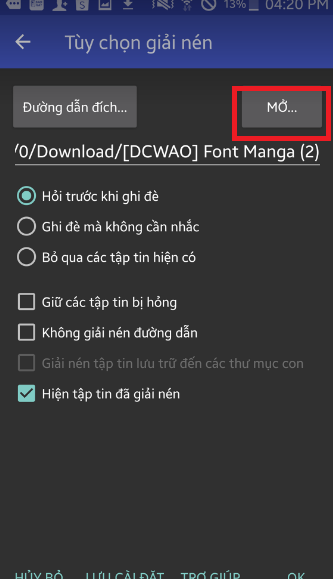 13% 04:20 PM
Tùy chọn giải nén
Đường dẫn đích... MỞ...
/0/Download/[DCWAO] Font Manga (2)
Hỏi trước khi ghi đè
Ghi đè mà không cần nhắc
Bỏ qua các tập tin hiện có
Giữ các tập tin bị hỏng
Không giải nén đường dẫn
Giải nén tập tin lưu trữ đến các thư mục con
Hiện tập tin đã giải nén
HỦY BỎ LƯU CÀI ĐẶT TRỢ GIÚP OK